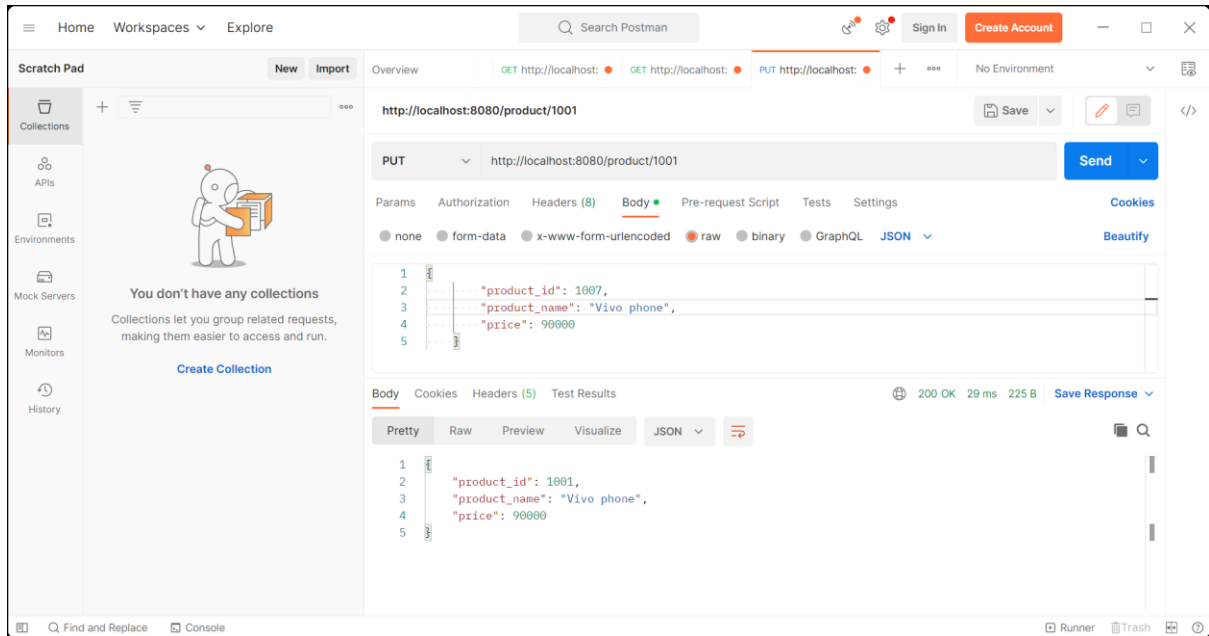 Home Workspaces Explore Search Postman Sign In Create Account
Scratch Pad New Import Overview GET http://localhost: GET http://localhost: PUT http://localhost: No Environment
Collections
http://localhost:8080/product/1001 Save
PUT http://localhost:8080/product/1001 Send
APIs
Params Authorization Headers (8) Body Pre-request Script Tests Settings Cookies
Environments
none form-data x-www-form-urlencoded raw binary GraphQL JSON Beautify
Mock Servers
Monitors
History
You don't have any collections
Collections let you group related requests,
making them easier to access and run.
Create Collection
1 {
2 "product_id": 1007,
3 "product_name": "Vivo phone",
4 "price": 90000
5 }
Body Cookies Headers (5) Test Results 200 OK 29 ms 225 B Save Response
Pretty Raw Preview Visualize JSON
1 {
2 "product_id": 1001,
3 "product_name": "Vivo phone",
4 "price": 90000
5 }
Find and Replace Console Runner Trash